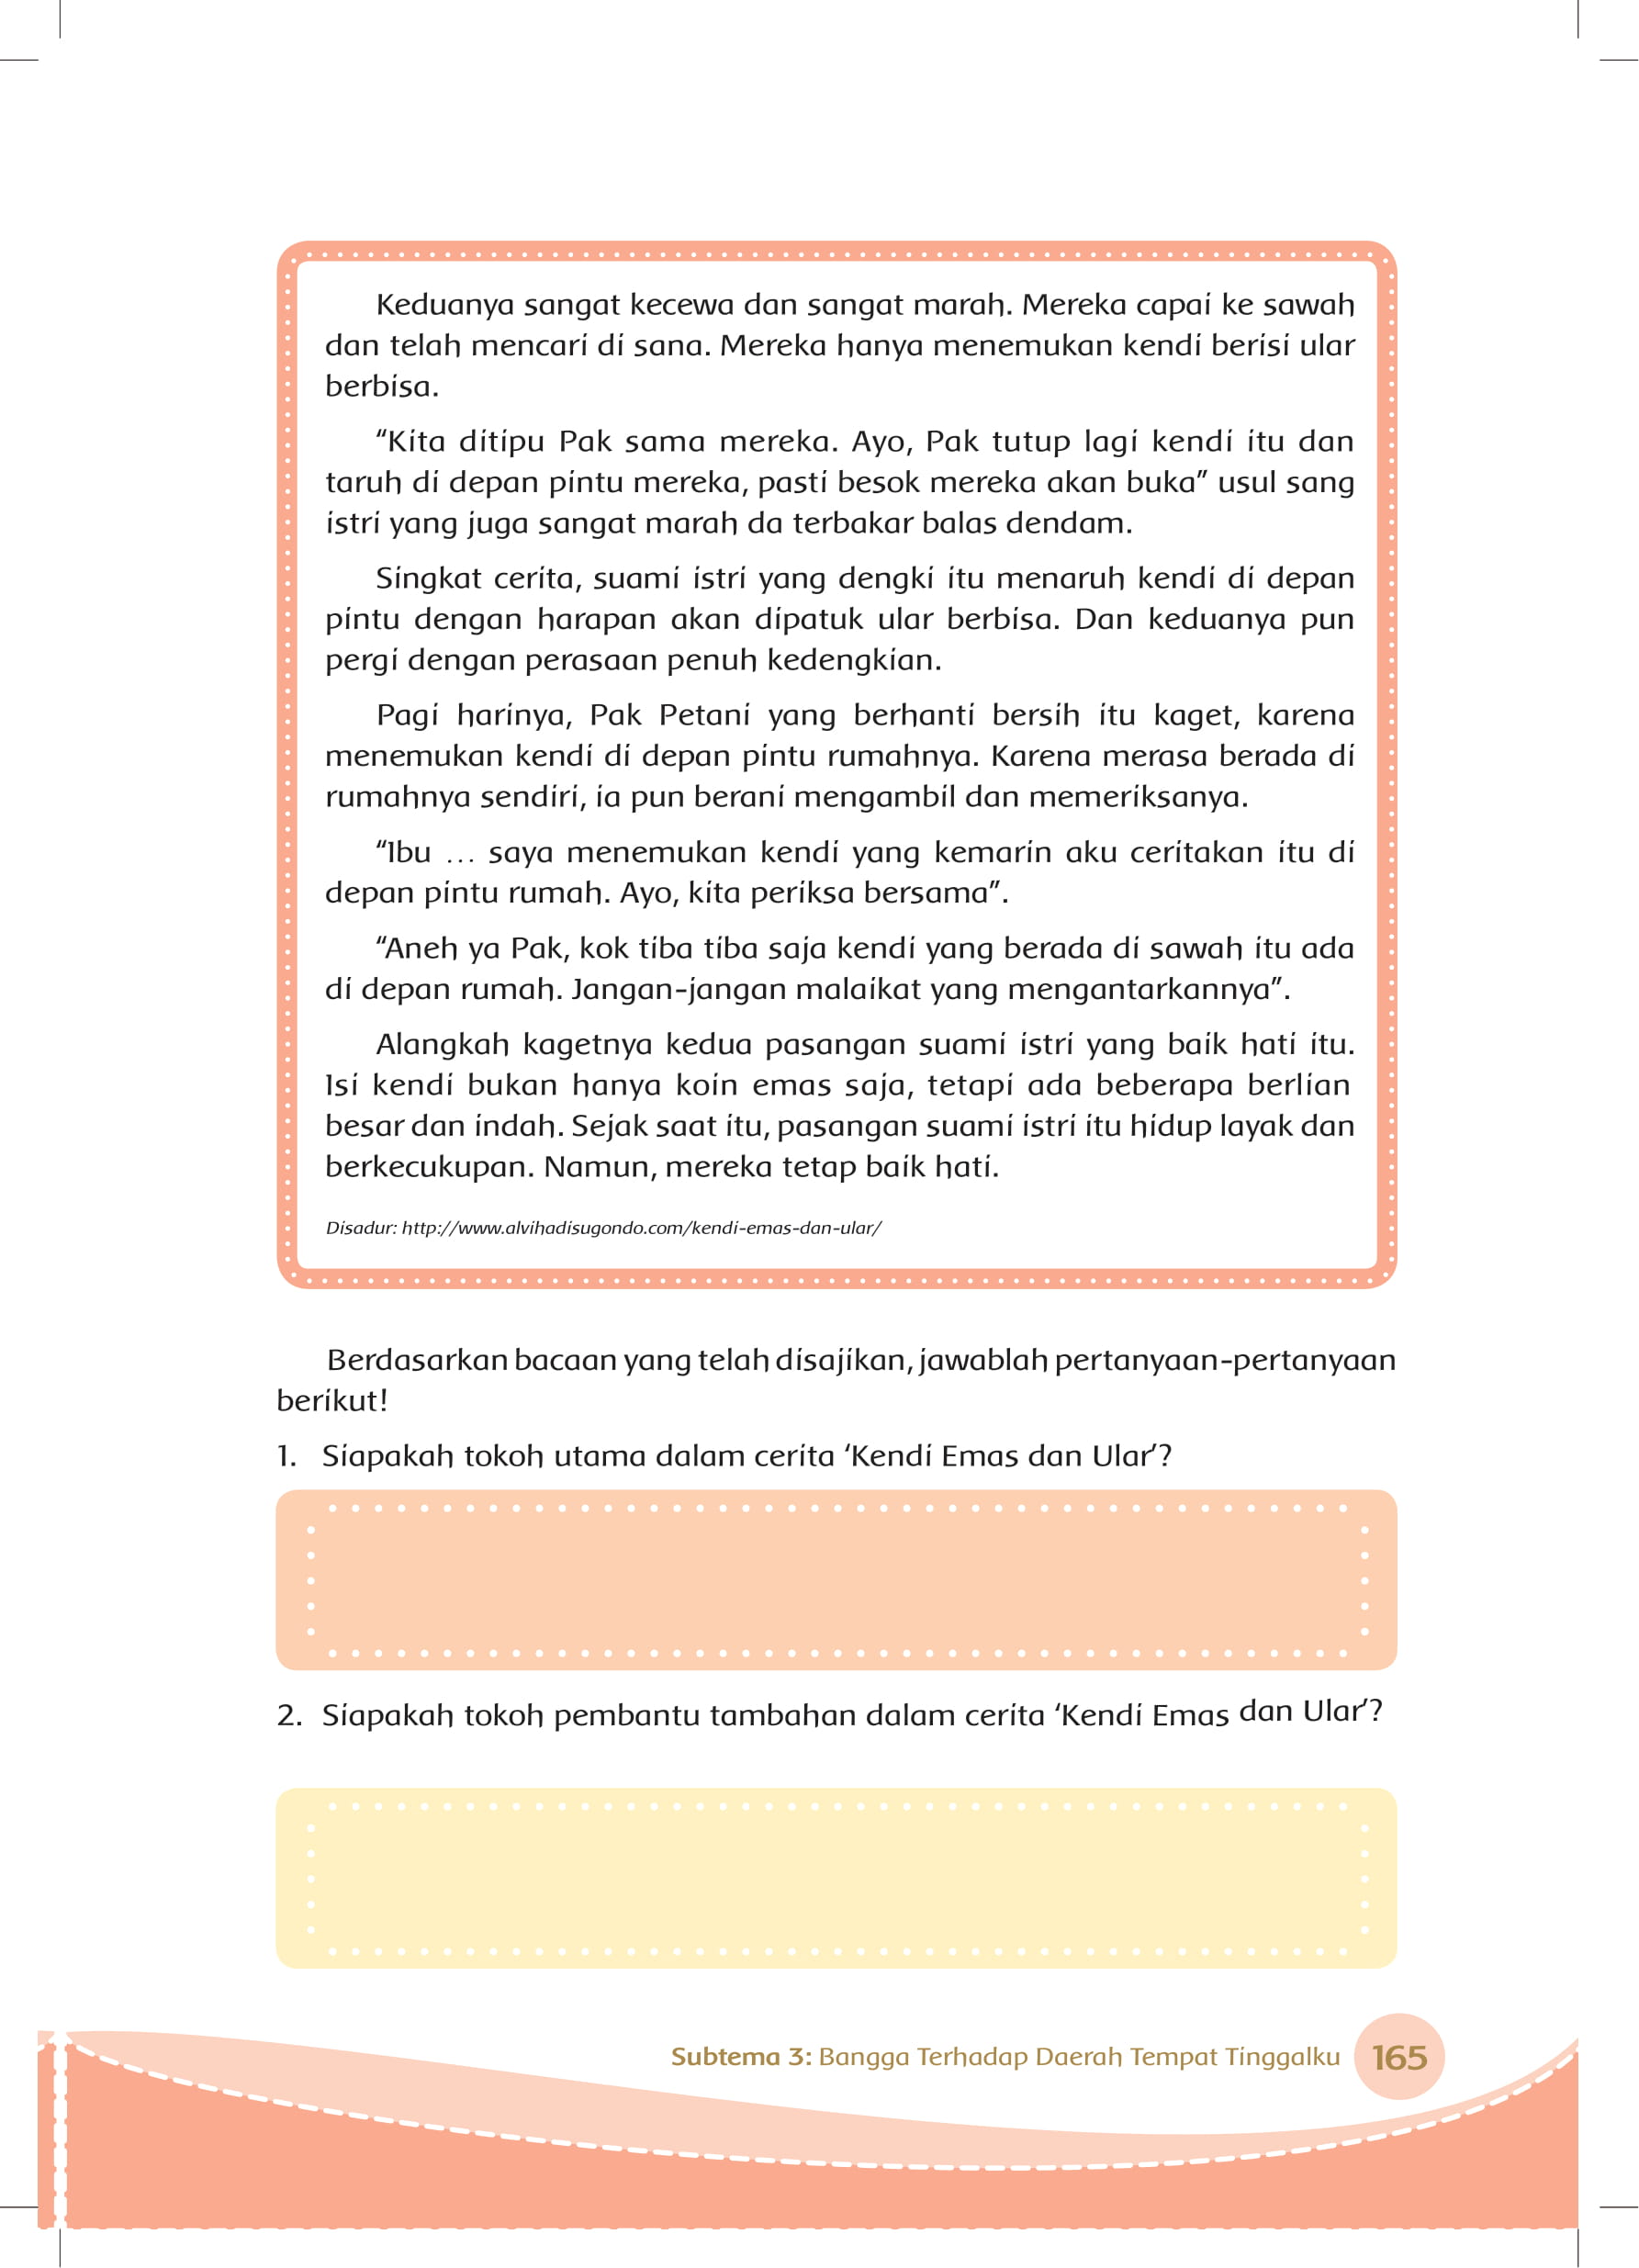 Keduanya sangat kecewa dan sangat marah. Mereka capai ke sawah
dan telah mencari di sana. Mereka hanya menemukan kendi berisi ular
berbisa.
“Kita ditipu Pak sama mereka. Ayo, Pak tutup lagi kendi itu dan
taruh di depan pintu mereka, pasti besok mereka akan buka” usul sang
istri yang juga sangat marah da terbakar balas dendam.
Singkat cerita, suami istri yang dengki itu menaruh kendi di depan
pintu dengan harapan akan dipatuk ular berbisa. Dan keduanya pun
pergi dengan perasaan penuh kedengkian.
Pagi harinya, Pak Petani yang berhanti bersih itu kaget, karena
menemukan kendi di depan pintu rumahnya. Karena merasa berada di
rumahnya sendiri, ia pun berani mengambil dan memeriksanya.
“Ibu … saya menemukan kendi yang kemarin aku ceritakan itu di
depan pintu rumah. Ayo, kita periksa bersama”.
“Aneh ya Pak, kok tiba tiba saja kendi yang berada di sawah itu ada
di depan rumah. Jangan-jangan malaikat yang mengantarkannya”.
Alangkah kagetnya kedua pasangan suami istri yang baik hati itu.
Isi kendi bukan hanya koin emas saja, tetapi ada beberapa berlian
besar dan indah. Sejak saat itu, pasangan suami istri itu hidup layak dan
berkecukupan. Namun, mereka tetap baik hati.
Disadur: http://www.alvihadisugondo.com/kendi-emas-dan-ular/
Berdasarkan bacaan yang telah disajikan, jawablah pertanyaan-pertanyaan
berikut!
1. Siapakah tokoh utama dalam cerita ‘Kendi Emas dan Ular’?
2. Siapakah tokoh pembantu tambahan dalam cerita ‘Kendi Emas dan Ular’?
Subtema 3: Bangga Terhadap Daerah Tempat Tinggalku 165